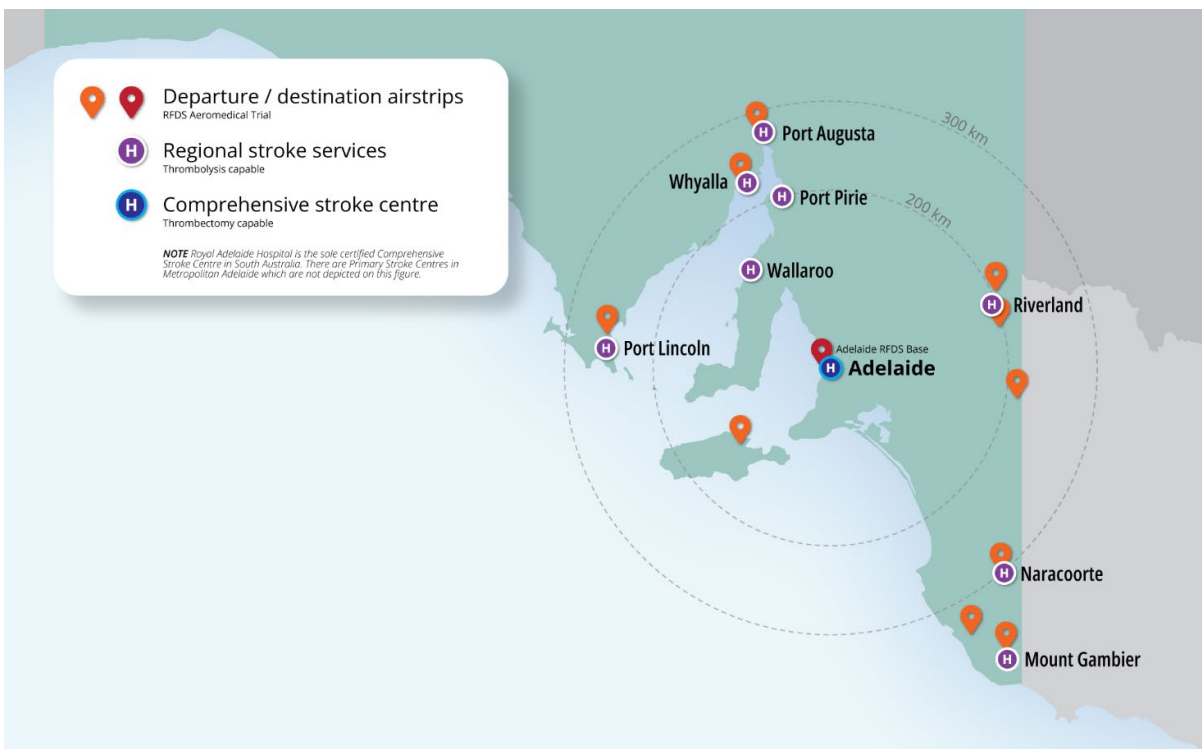 Departure / destination airstrips
RFDS Aeromedical Trial
H
Regional stroke services
Thrombolysis capable
H
Comprehensive stroke centre
Thrombectomy capable
NOTE Royal Adelaide Hospital is the sole certified Comprehensive
Stroke Centre in South Australia. There are Primary Stroke Centres in
Metropolitan Adelaide which are not depicted on this figure.
300 km
200 km
H Port Augusta
Whyalla H
H Port Pirie
H Wallaroo
H Riverland
H Port Lincoln
Adelaide RFDS Base
H Adelaide
H Naracoorte
H Mount Gambier